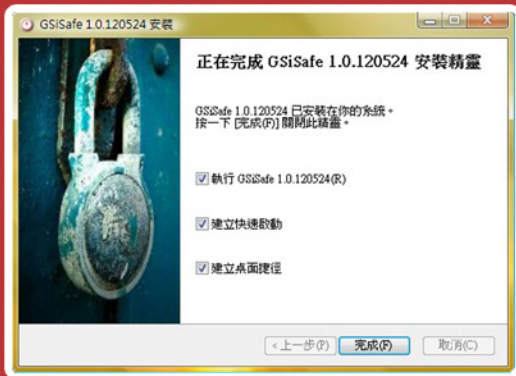 GSiSafe 1.0.120524 安裝
正在完成 GSiSafe 1.0.120524 安裝精靈
GSiSafe 1.0.120524 已安裝在你的系統。
按一下 [完成(F)] 關閉此精靈。
執行 GSiSafe 1.0.120524(R)
建立快速啟動
建立桌面捷徑
<上一步(P)
完成(F)
取消(C)